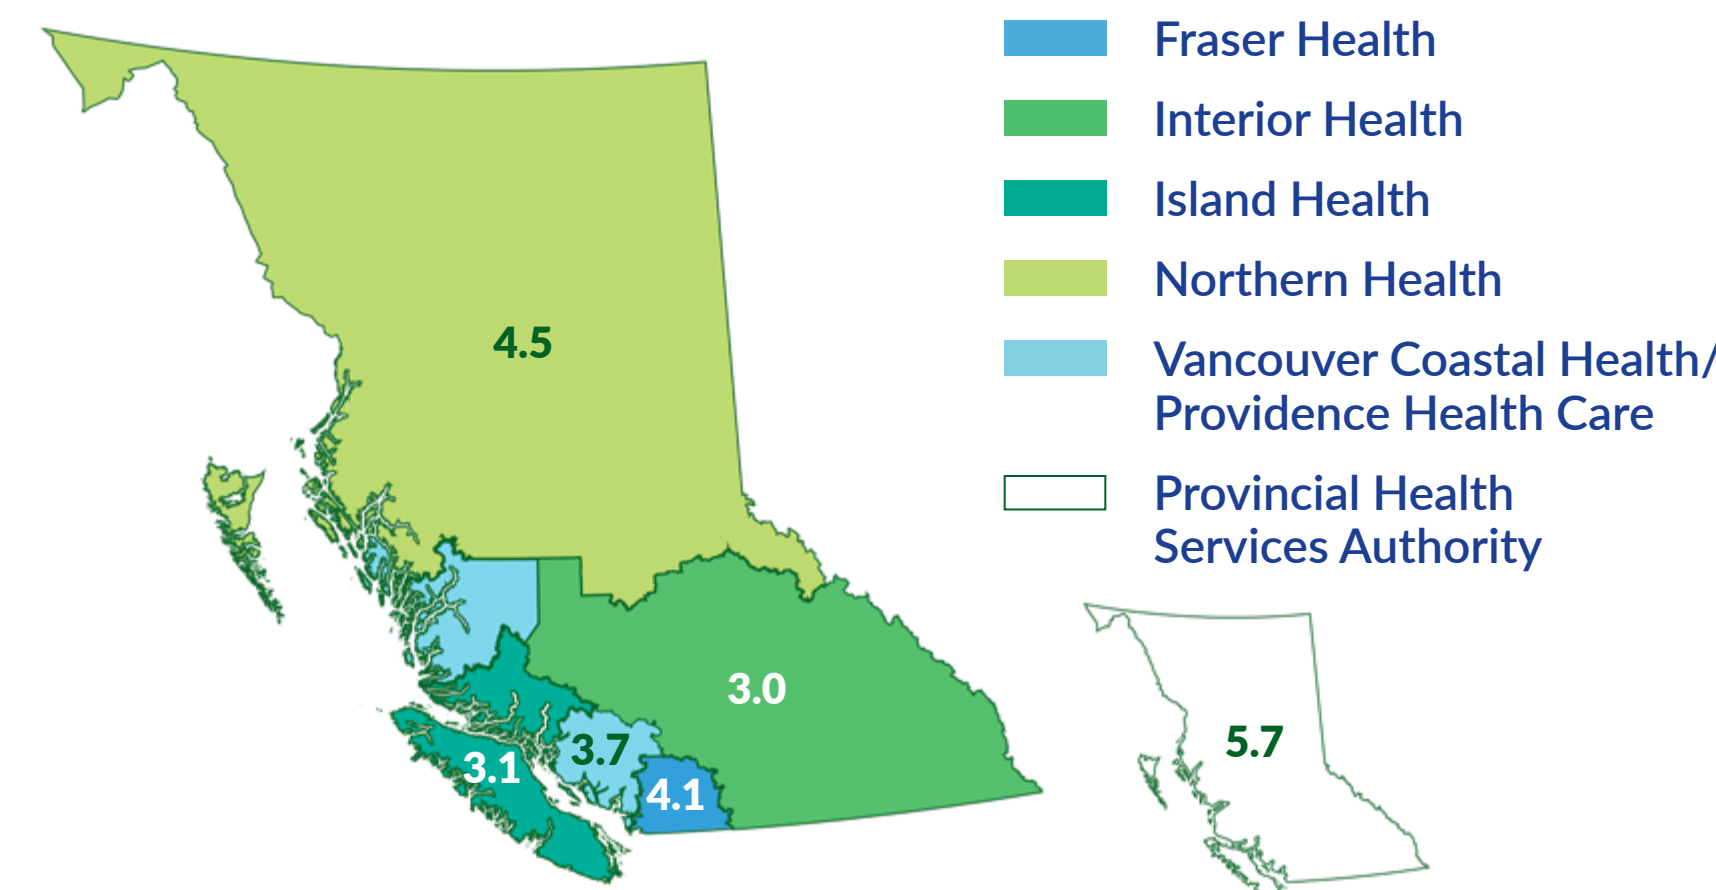 Fraser Health
Interior Health
Island Health
Northern Health
Vancouver Coastal Health/
Providence Health Care
Provincial Health
Services Authority
4.5
3.0
3.7
3.1
4.1
5.7